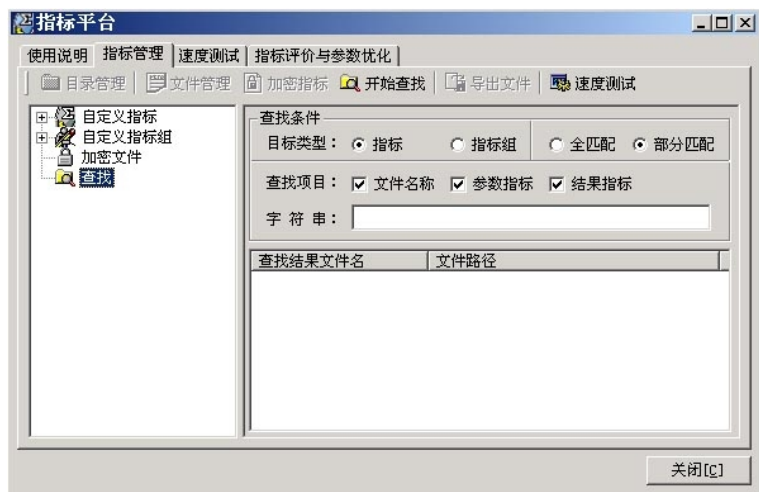 指标平台
使用说明 指标管理 速度测试 指标评价与参数优化
目录管理 文件管理 加密指标 开始查找 导出文件 速度测试
自定义指标
自定义指标组
加密文件
查找
查找条件
目标类型： 指标 指标组 全匹配 部分匹配
查找项目： 文件名称 参数指标 结果指标
字 符 串：
查找结果文件名 文件路径
关闭[C]